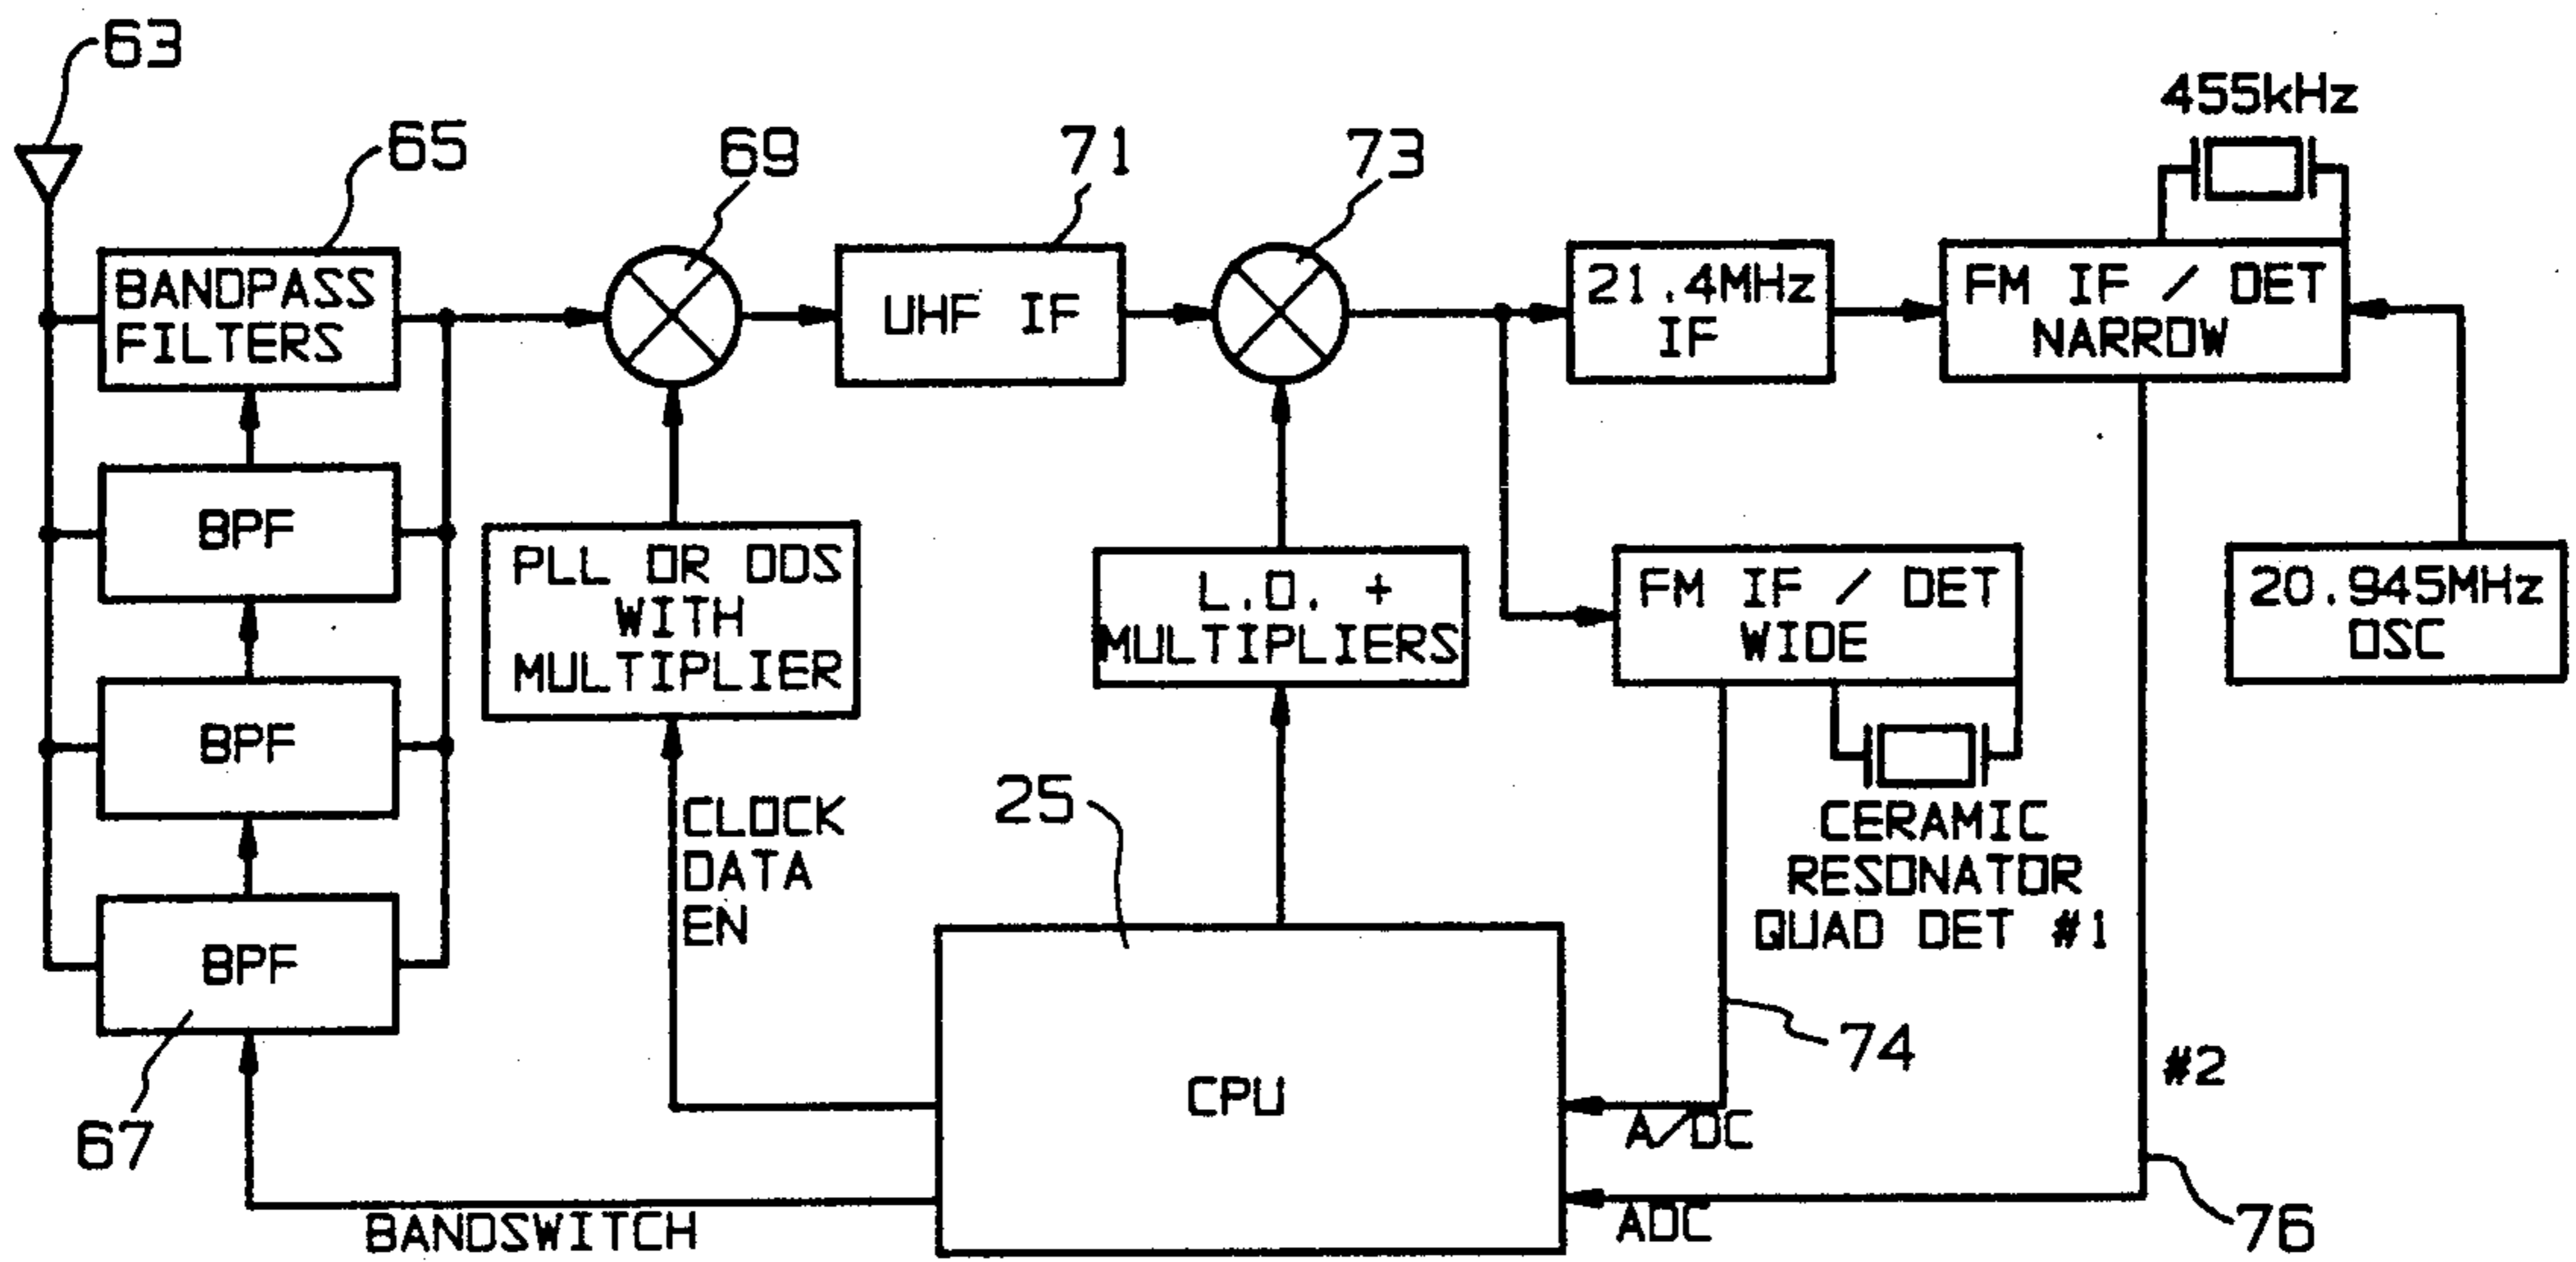 63
65
69
71
73
455kHz
BANDPASS
FILTERS
UHF IF
21.4MHz
IF
FM IF / DET
NARROW
BPF
PLL OR DDS
WITH
MULTIPLIER
L.O. +
MULTIPLIERS
FM IF / DET
WIDE
20.945MHz
OSC
BPF
CLOCK
DATA
EN
25
CERAMIC
RESONATOR
QUAD DET #1
BPF
67
CPU
74
#2
A/DC
BANDSWITCH
ADC
76